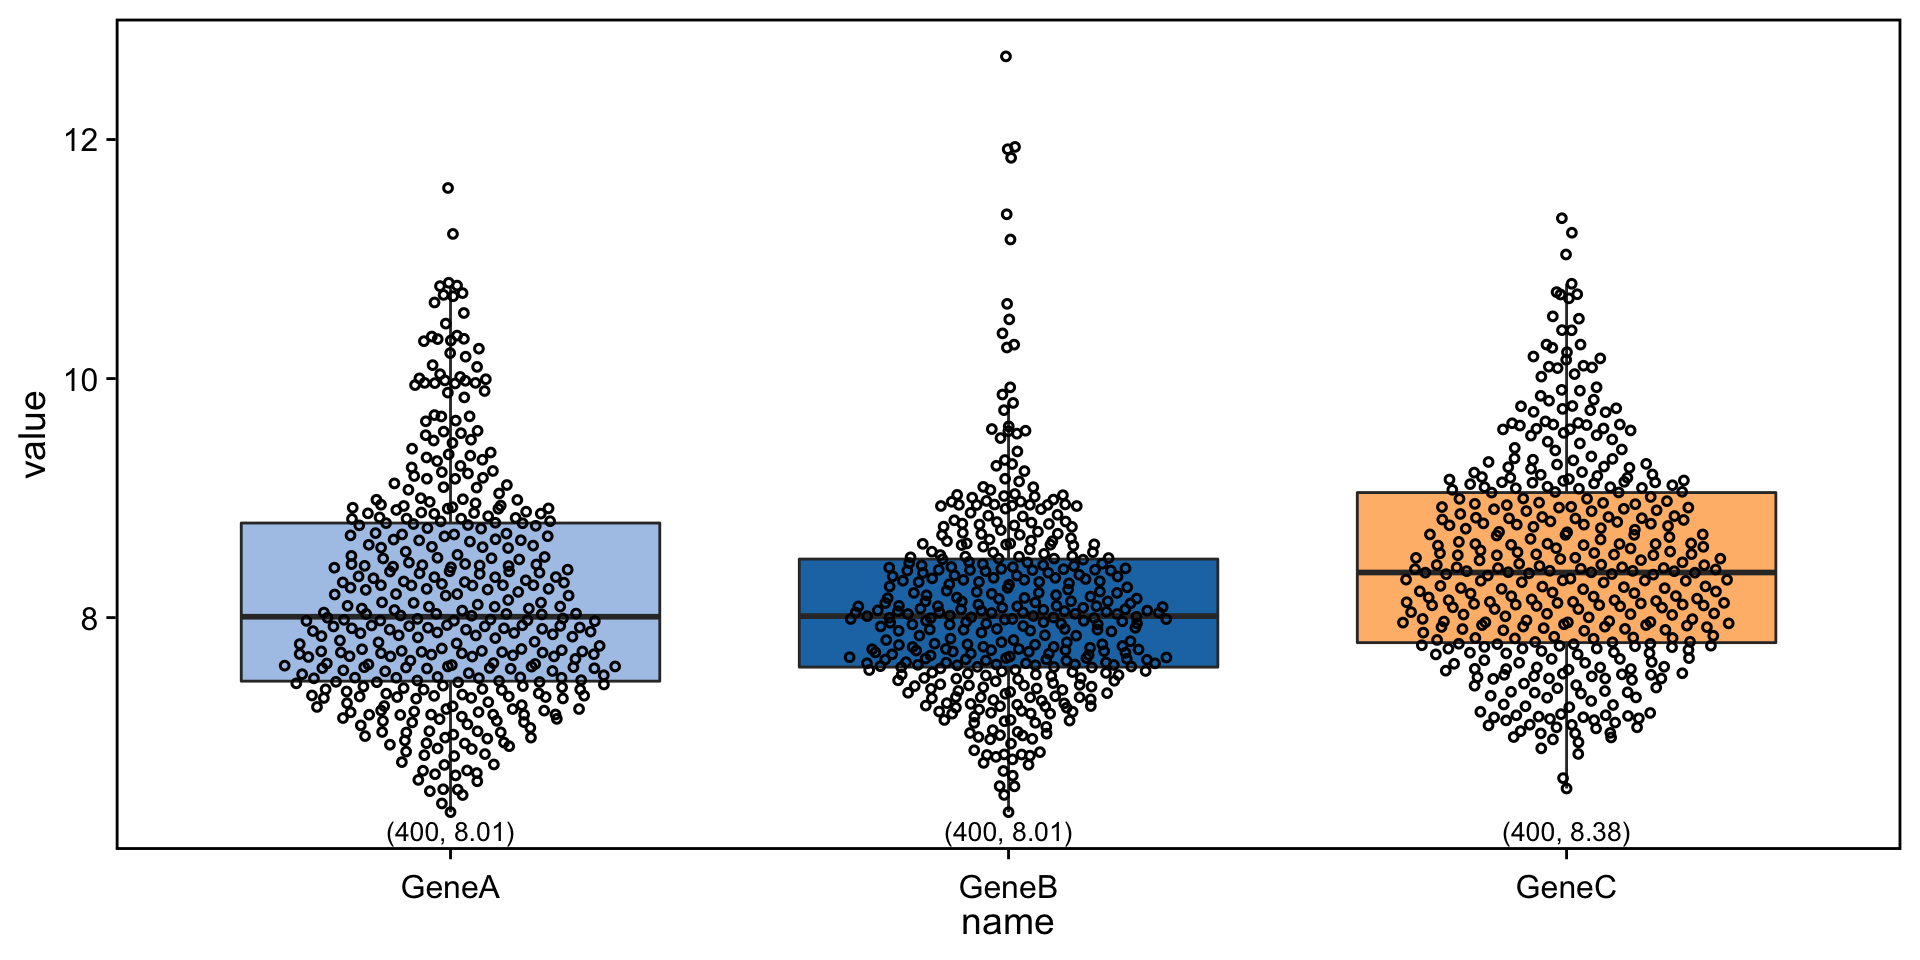 value
12
10
8
(400, 8.01) (400, 8.01) (400, 8.38)
GeneA GeneB GeneC
name